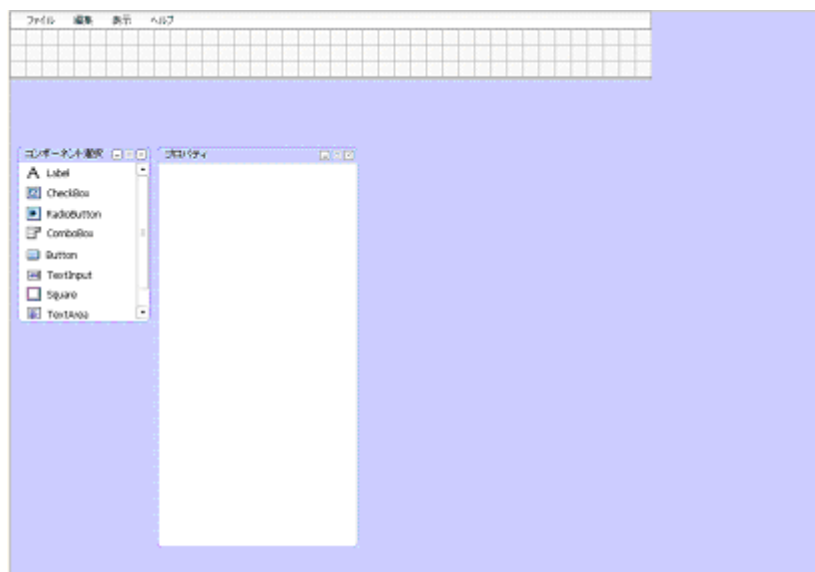 ファイル 編集 表示 ヘルプ
コンポーネント選択
プロパティ
Label
CheckBox
RadioButton
ComboBox
Button
TextInput
Square
TextArea